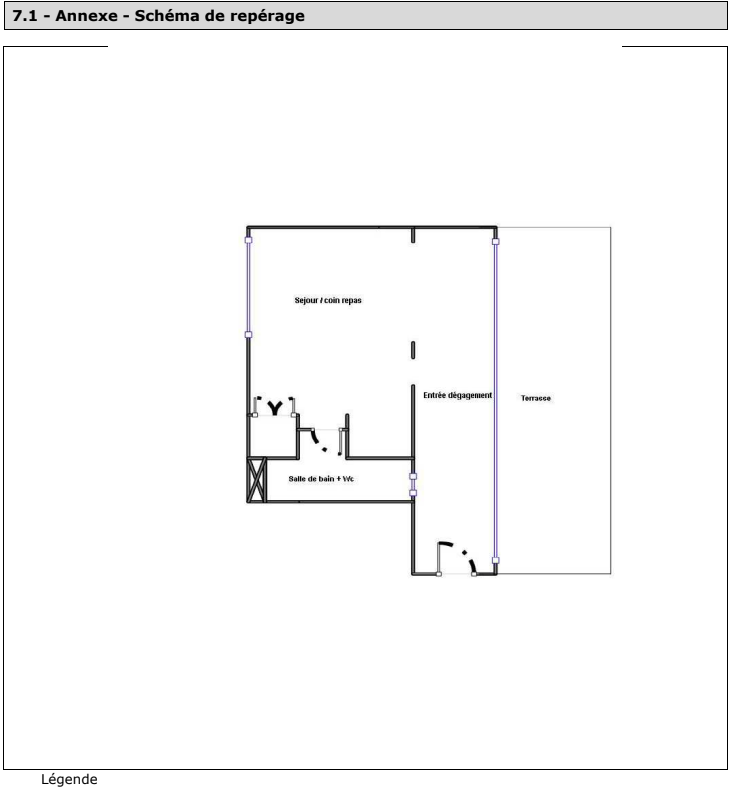 7.1 - Annexe - Schéma de repérage
Sejour / coin repas
Entrée dégagement
Terrasse
Salle de bain + Wc
Légende